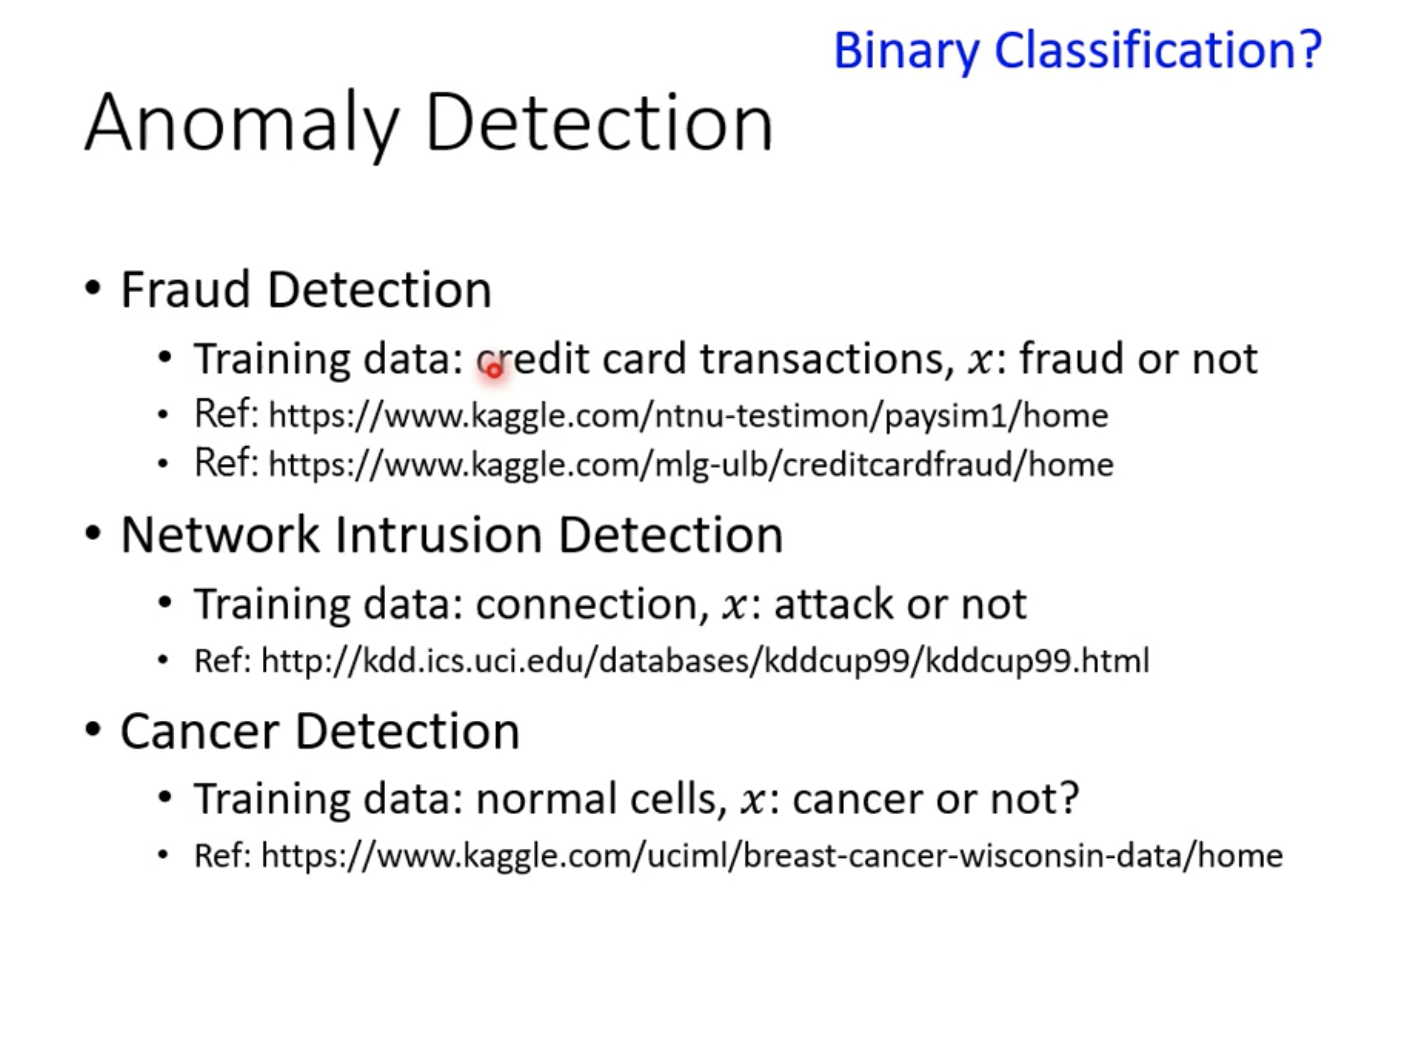 Binary Classification?
Anomaly Detection
• Fraud Detection
• Training data: credit card transactions, 𝑥: fraud or not
• Ref: https://www.kaggle.com/ntnu-testimon/paysim1/home
• Ref: https://www.kaggle.com/mlg-ulb/creditcardfraud/home
• Network Intrusion Detection
• Training data: connection, 𝑥: attack or not
• Ref: http://kdd.ics.uci.edu/databases/kddcup99/kddcup99.html
• Cancer Detection
• Training data: normal cells, 𝑥: cancer or not?
• Ref: https://www.kaggle.com/uciml/breast-cancer-wisconsin-data/home